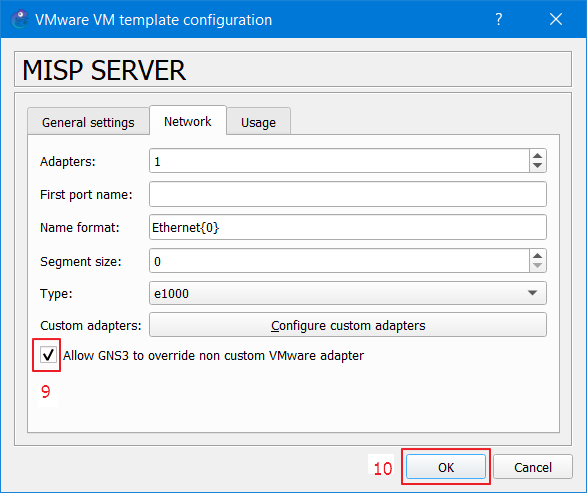 VMware VM template configuration
?
MISP SERVER
General settings
Network
Usage
Adapters:
1
First port name:
Name format:
Ethernet{0}
Segment size:
0
Type:
e1000
Custom adapters:
Configure custom adapters
Allow GNS3 to override non custom VMware adapter
9
10
OK
Cancel